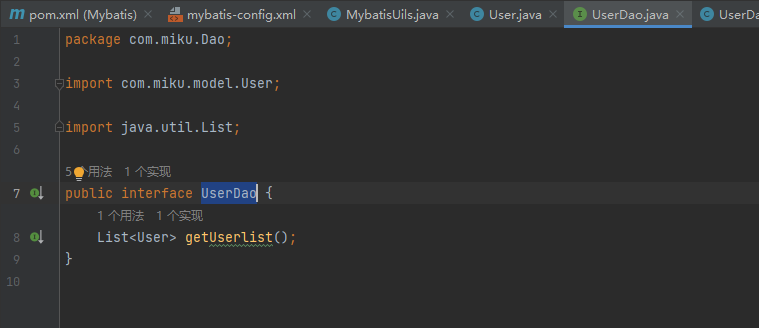 pom.xml (Mybatis) mybatis-config.xml MybatisUils.java User.java UserDao.java UserDa
1 package com.miku.Dao;
2
3 import com.miku.model.User;
4
5 import java.util.List;
6
5个用法 1个实现
7 public interface UserDao {
1个用法 1个实现
8 List<User> getUserlist();
9 }
10